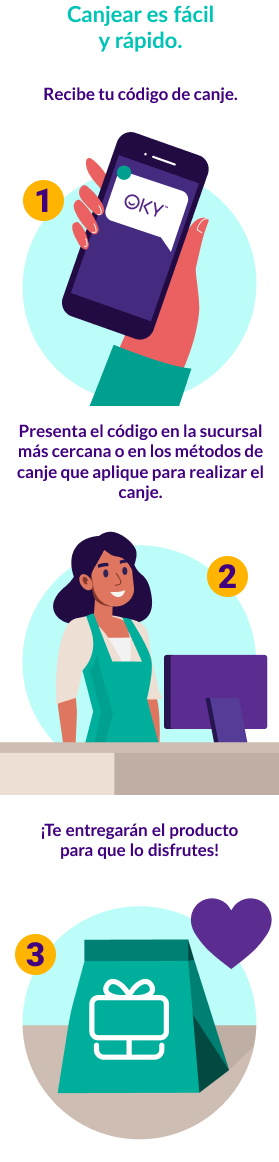 Canjear es fácil
y rápido.
Recibe tu código de canje.
1
OKY™
Presenta el código en la sucursal
más cercana o en los métodos de
canje que aplique para realizar el
canje.
2
¡Te entregarán el producto
para que lo disfrutes!
3